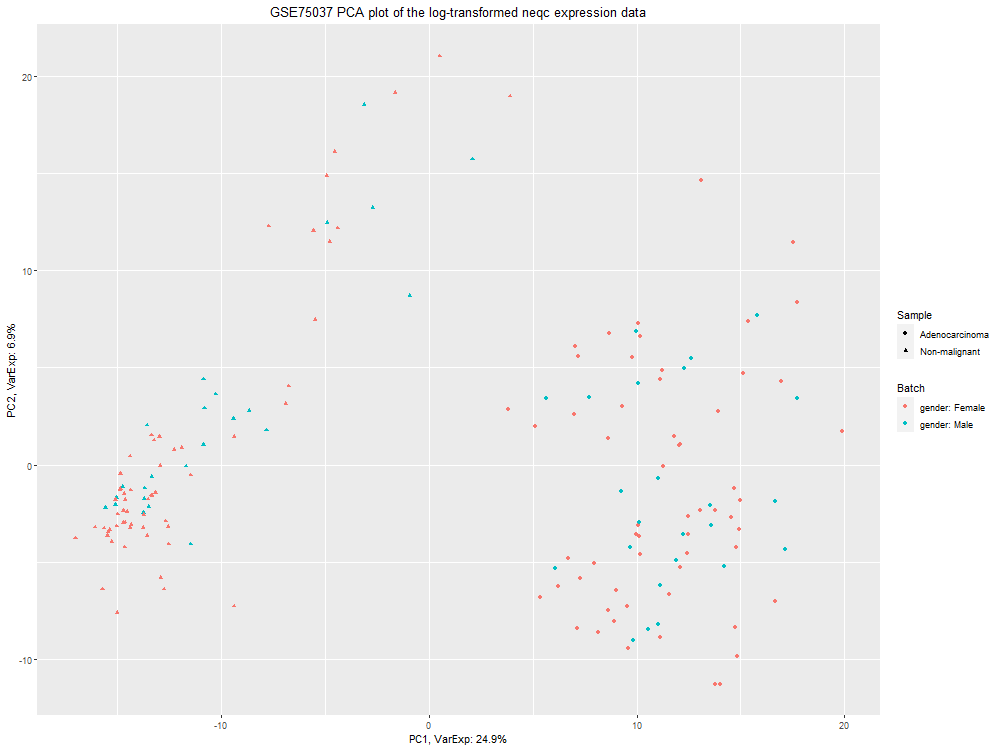 GSE75037 PCA plot of the log-transformed neqc expression data
20
10
0
-10
PC2, VarExp: 6.9%
-10
0
10
20
PC1, VarExp: 24.9%
Sample
Adenocarcinoma
Non-malignant
Batch
gender: Female
gender: Male